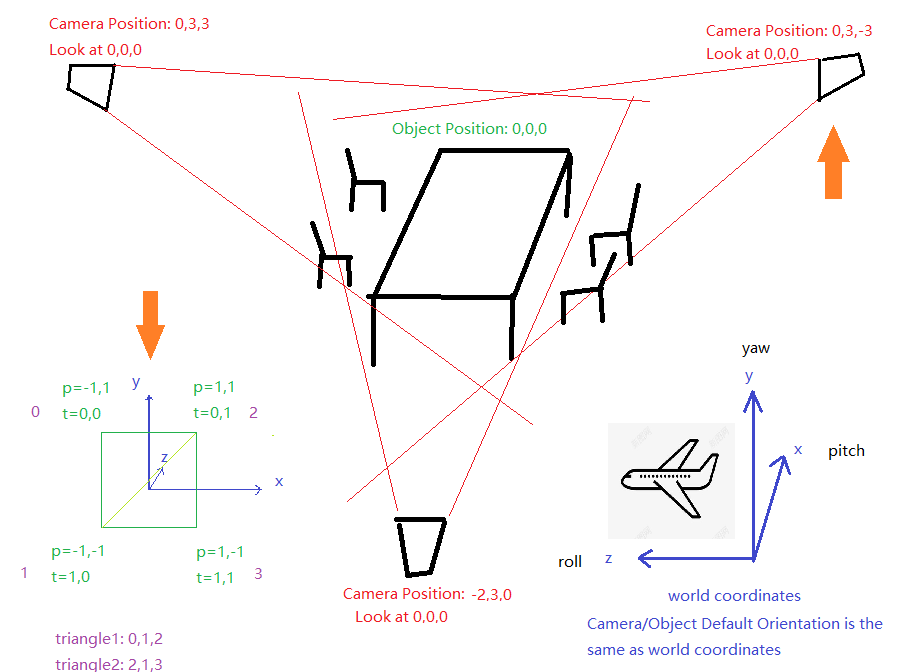 Camera Position: 0,3,3
Look at 0,0,0
Camera Position: 0,3,-3
Look at 0,0,0
Object Position: 0,0,0
y
p=-1,1
t=0,0
0
p=1,1
t=0,1
2
z
x
p=-1,-1
t=1,0
1
p=1,-1
t=1,1
3
triangle1: 0,1,2
triangle2: 2,1,3
Camera Position: -2,3,0
Look at 0,0,0
yaw
y
x
pitch
roll
z
world coordinates
Camera/Object Default Orientation is the
same as world coordinates